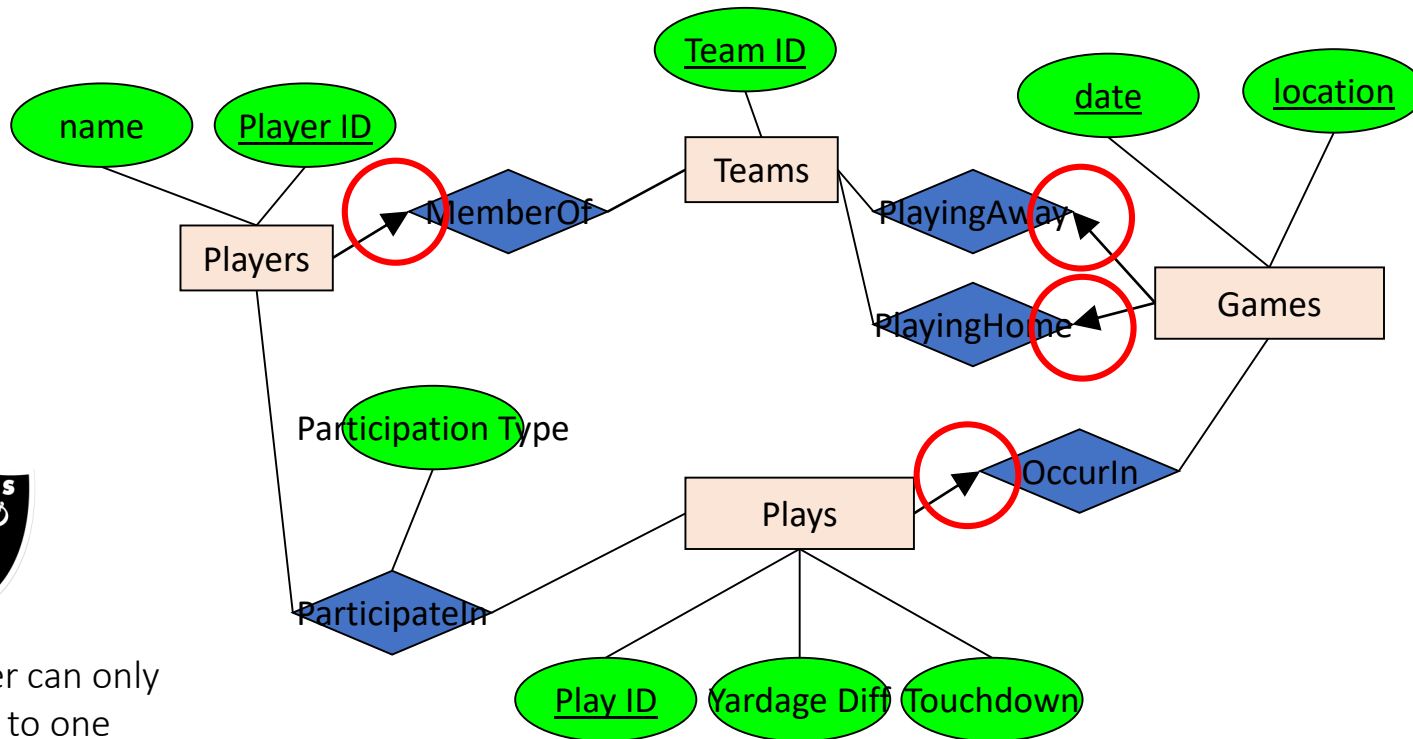 Team ID
date
location
name
Player ID
Teams
MemberOf
PlayingAway
Players
Games
PlayingHome
Participation Type
OccurIn
s
Plays
ParticipateIn
er can only
to one
Play ID
Yardage Diff
Touchdown